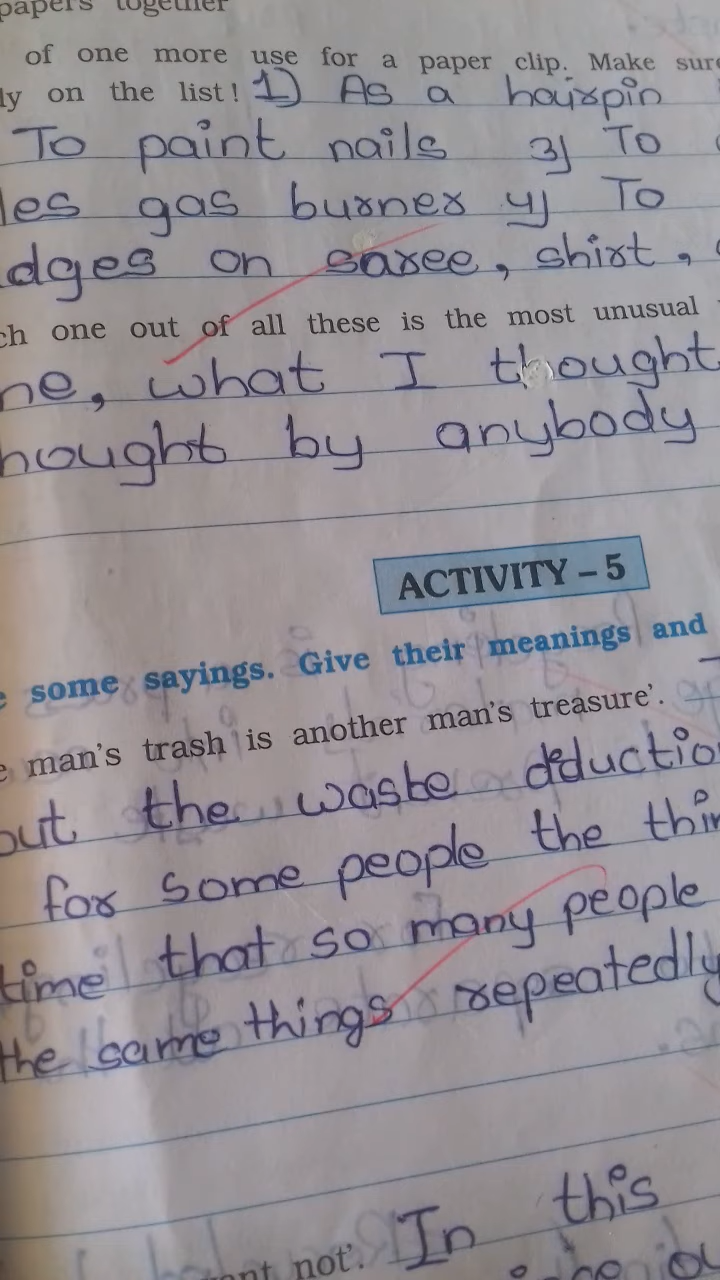 papers together
of one more use for a paper clip. Make sure
ly on the list! 1) As a hairpin
To paint nails 3) To
les gas burner 4) To
dges on saree, shirt,
ch one out of all these is the most unusual
ne, what I thought
hought by anybody
ACTIVITY – 5
e some sayings. Give their meanings and
e man's trash is another man's treasure'.
out the waste deductio
for some people the thin
time that so many people
the same things repeatedly
ant not'. In this